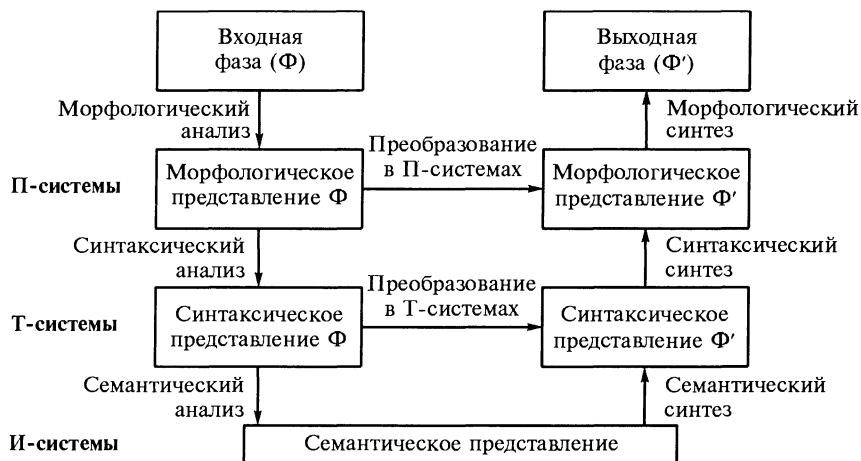 Входная
фаза (Ф)
Выходная
фаза (Ф′)
Морфологический
анализ
Морфологический
синтез
П-системы
Морфологическое
представление Ф
Преобразование
в П-системах
Морфологическое
представление Ф′
Синтаксический
анализ
Синтаксический
синтез
Т-системы
Синтаксическое
представление Ф
Преобразование
в Т-системах
Синтаксическое
представление Ф′
Семантический
анализ
Семантический
синтез
И-системы
Семантическое представление